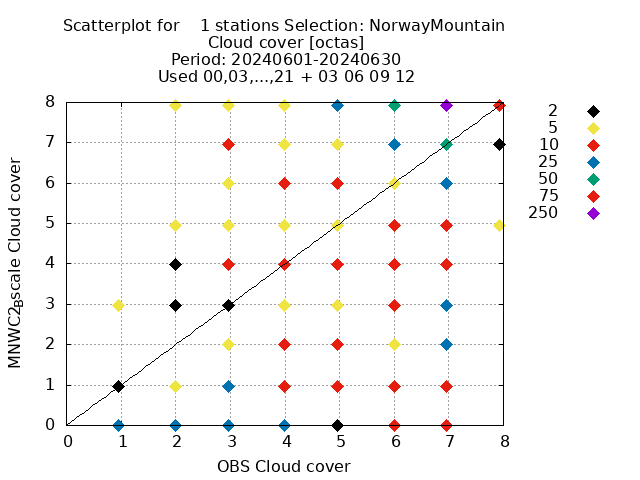 Scatterplot for 1 stations Selection: NorwayMountain
Cloud cover [octas]
Period: 20240601-20240630
Used 00,03,...,21 + 03 06 09 12
8
7
6
5
4
3
2
1
0
0 1 2 3 4 5 6 7 8
MNWC2Bscale Cloud cover
OBS Cloud cover
2
5
10
25
50
75
250